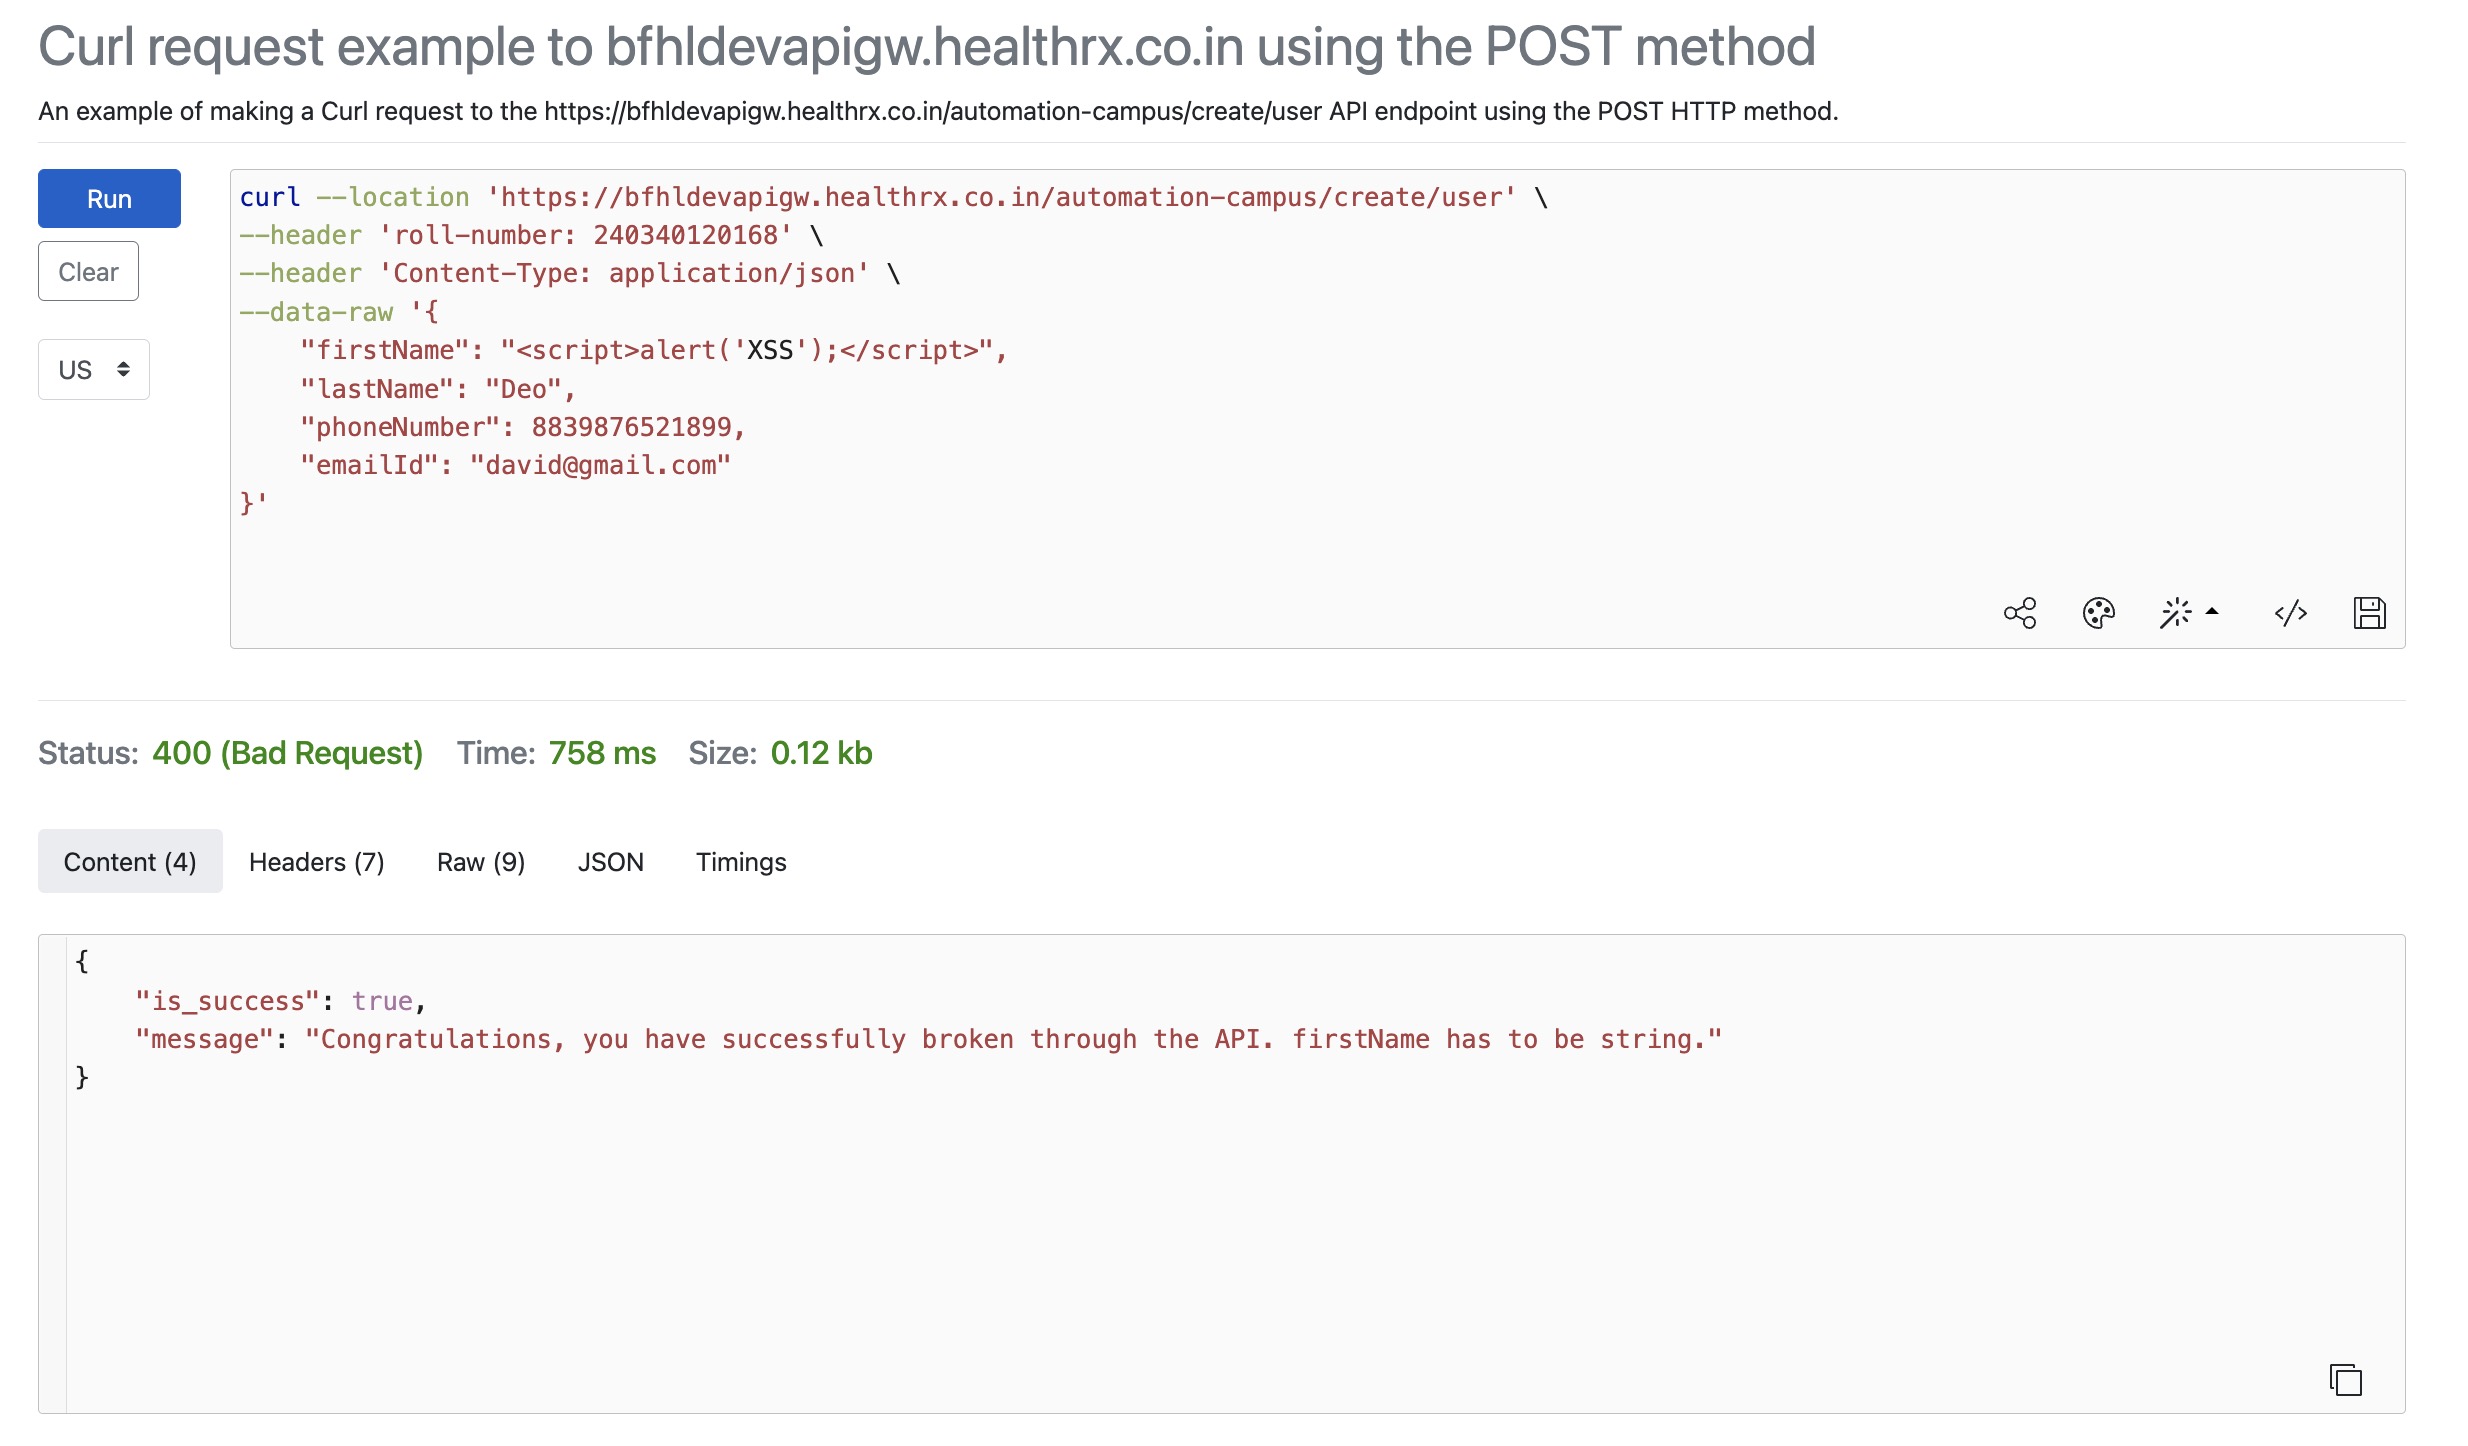 Curl request example to bfhldevapigw.healthrx.co.in using the POST method
An example of making a Curl request to the https://bfhldevapigw.healthrx.co.in/automation-campus/create/user API endpoint using the POST HTTP method.
Run
Clear
US
curl --location 'https://bfhldevapigw.healthrx.co.in/automation-campus/create/user' \
--header 'roll-number: 240340120168' \
--header 'Content-Type: application/json' \
--data-raw '{
    "firstName": "<script>alert('XSS');</script>",
    "lastName": "Deo",
    "phoneNumber": 8839876521899,
    "emailId": "david@gmail.com"
}'
Status: 400 (Bad Request) Time: 758 ms Size: 0.12 kb
Content (4) Headers (7) Raw (9) JSON Timings
{
    "is_success": true,
    "message": "Congratulations, you have successfully broken through the API. firstName has to be string."
}